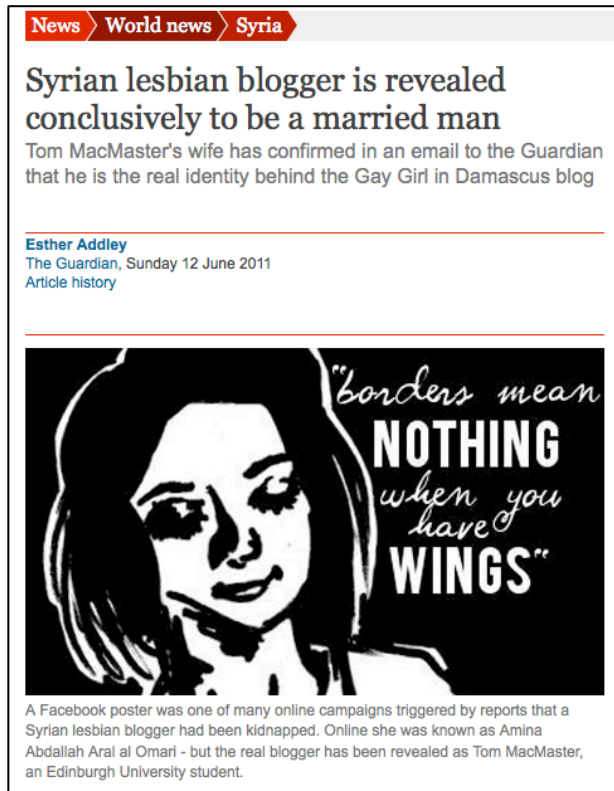 News World news Syria
Syrian lesbian blogger is revealed
conclusively to be a married man
Tom MacMaster's wife has confirmed in an email to the Guardian
that he is the real identity behind the Gay Girl in Damascus blog
Esther Addley
The Guardian, Sunday 12 June 2011
Article history
"borders mean
NOTHING
when you
have
WINGS"
A Facebook poster was one of many online campaigns triggered by reports that a
Syrian lesbian blogger had been kidnapped. Online she was known as Amina
Abdallah Aral al Omari - but the real blogger has been revealed as Tom MacMaster,
an Edinburgh University student.